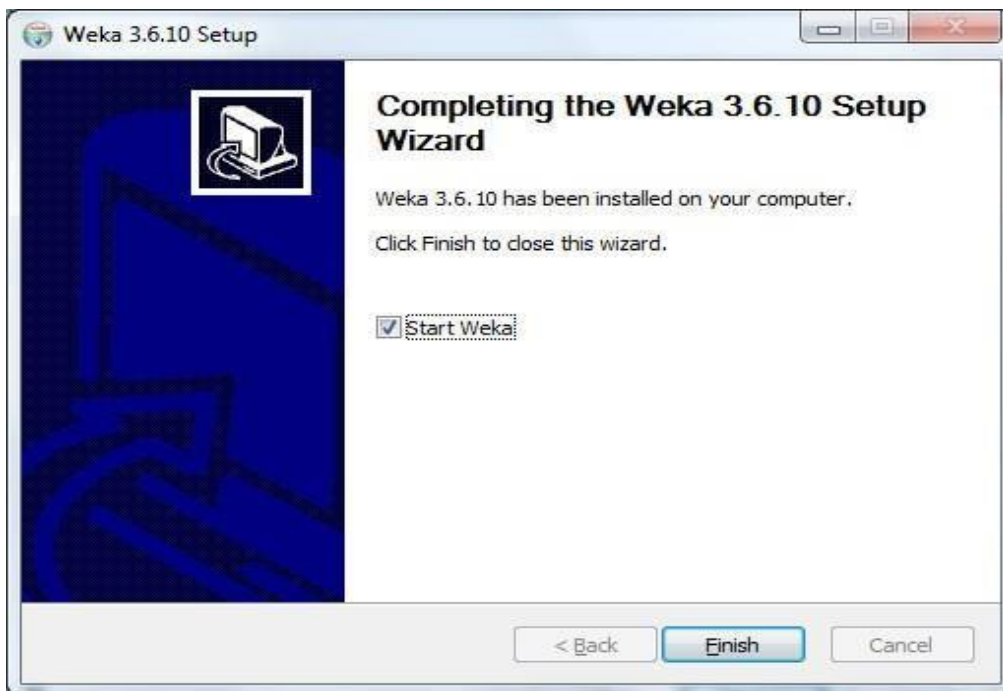 Weka 3.6.10 Setup
Completing the Weka 3.6.10 Setup
Wizard
Weka 3.6.10 has been installed on your computer.
Click Finish to close this wizard.
Start Weka
< Back
Finish
Cancel